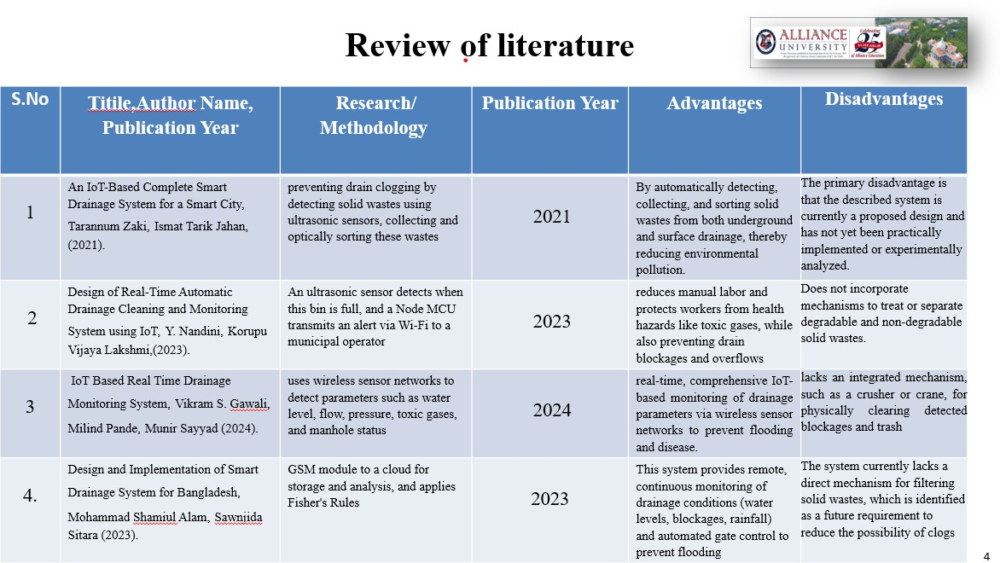 Review of literature
ALLIANCE
UNIVERSITY
Celebrating
25
of Alliance Education
S.No
Titile,Author Name,
Publication Year
Research/
Methodology
Publication Year
Advantages
Disadvantages
1
An IoT-Based Complete Smart
Drainage System for a Smart City,
Tarannum Zaki, Ismat Tarik Jahan,
(2021).
preventing drain clogging by
detecting solid wastes using
ultrasonic sensors, collecting and
optically sorting these wastes
2021
By automatically detecting,
collecting, and sorting solid
wastes from both underground
and surface drainage, thereby
reducing environmental
pollution.
The primary disadvantage is
that the described system is
currently a proposed design and
has not yet been practically
implemented or experimentally
analyzed.
2
Design of Real-Time Automatic
Drainage Cleaning and Monitoring
System using IoT, Y. Nandini, Korupu
Vijaya Lakshmi,(2023).
An ultrasonic sensor detects when
this bin is full, and a Node MCU
transmits an alert via Wi-Fi to a
municipal operator
2023
reduces manual labor and
protects workers from health
hazards like toxic gases, while
also preventing drain
blockages and overflows
Does not incorporate
mechanisms to treat or separate
degradable and non-degradable
solid wastes.
3
IoT Based Real Time Drainage
Monitoring System, Vikram S. Gawali,
Milind Pande, Munir Sayyad (2024).
uses wireless sensor networks to
detect parameters such as water
level, flow, pressure, toxic gases,
and manhole status
2024
real-time, comprehensive IoT-
based monitoring of drainage
parameters via wireless sensor
networks to prevent flooding
and disease.
lacks an integrated mechanism,
such as a crusher or crane, for
physically clearing detected
blockages and trash
4.
Design and Implementation of Smart
Drainage System for Bangladesh,
Mohammad Shamiul Alam, Sawnjida
Sitara (2023).
GSM module to a cloud for
storage and analysis, and applies
Fisher's Rules
2023
This system provides remote,
continuous monitoring of
drainage conditions (water
levels, blockages, rainfall)
and automated gate control to
prevent flooding
The system currently lacks a
direct mechanism for filtering
solid wastes, which is identified
as a future requirement to
reduce the possibility of clogs
4